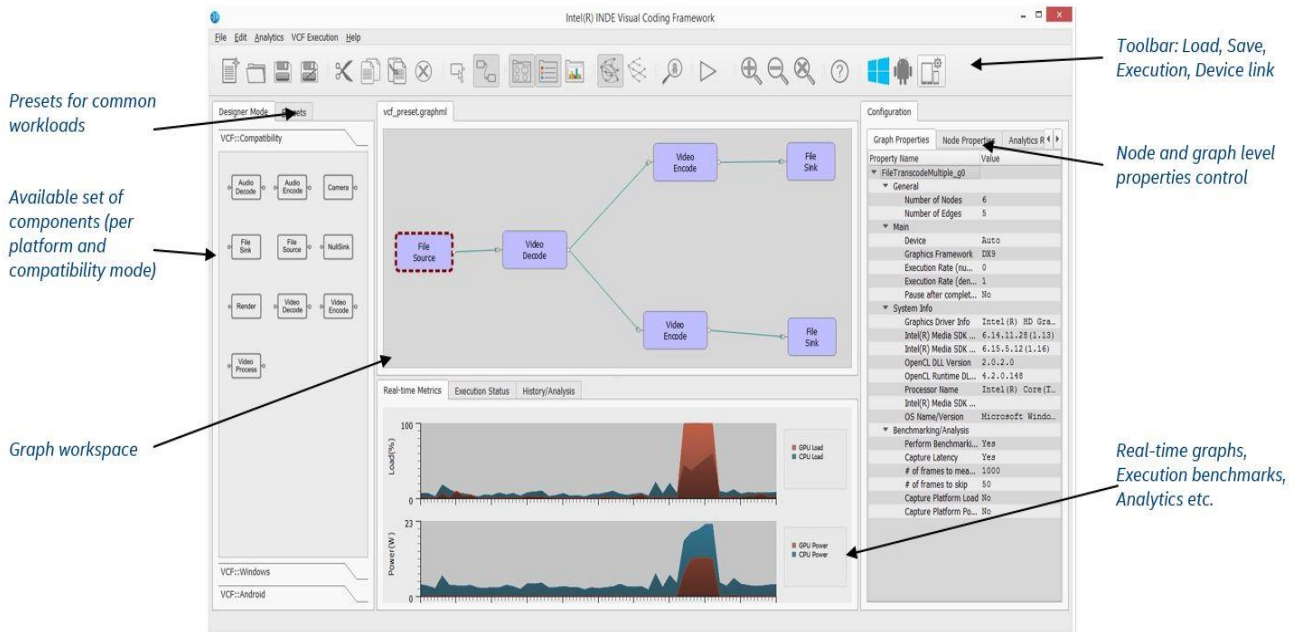 Intel(R) INDE Visual Coding Framework
File Edit Analytics VCF Execution Help
Toolbar: Load, Save,
Execution, Device link
Presets for common
workloads
Available set of
components (per
platform and
compatibility mode)
Graph workspace
Designer Mode
VCF::Compatibility
Audio
Decode
Audio
Encode
Camera
File
Sink
File
Source
NullSink
Render
Video
Decode
Video
Encode
Video
Process
VCF::Windows
VCF::Android
vcf_preset.graphml
File
Source
Video
Decode
Video
Encode
File
Sink
Video
Encode
File
Sink
Real-time Metrics Execution Status History/Analysis
100
Load(%)
0
GPU Load
CPU Load
23
Power(W)
0
GPU Power
CPU Power
Configuration
Graph Properties Node Properties Analytics R
Property Name Value
FileTranscodeMultiple_g0
General
Number of Nodes 6
Number of Edges 5
Main
Device Auto
Graphics Framework DX9
Execution Rate (nu... 0
Execution Rate (den... 1
Pause after complet... No
System Info
Graphics Driver Info Intel(R) HD Gra...
Intel(R) Media SDK ... 6.14.11.28(1.13)
Intel(R) Media SDK ... 6.15.5.12(1.16)
OpenCL DLL Version 2.0.2.0
OpenCL Runtime DL... 4.2.0.148
Processor Name Intel(R) Core(T...
Intel(R) Media SDK ...
OS Name/Version Microsoft Windo...
Benchmarking/Analysis
Perform Benchmarki... Yes
Capture Latency Yes
# of frames to mea... 1000
# of frames to skip 50
Capture Platform Load No
Capture Platform Po... No
Node and graph level
properties control
Real-time graphs,
Execution benchmarks,
Analytics etc.